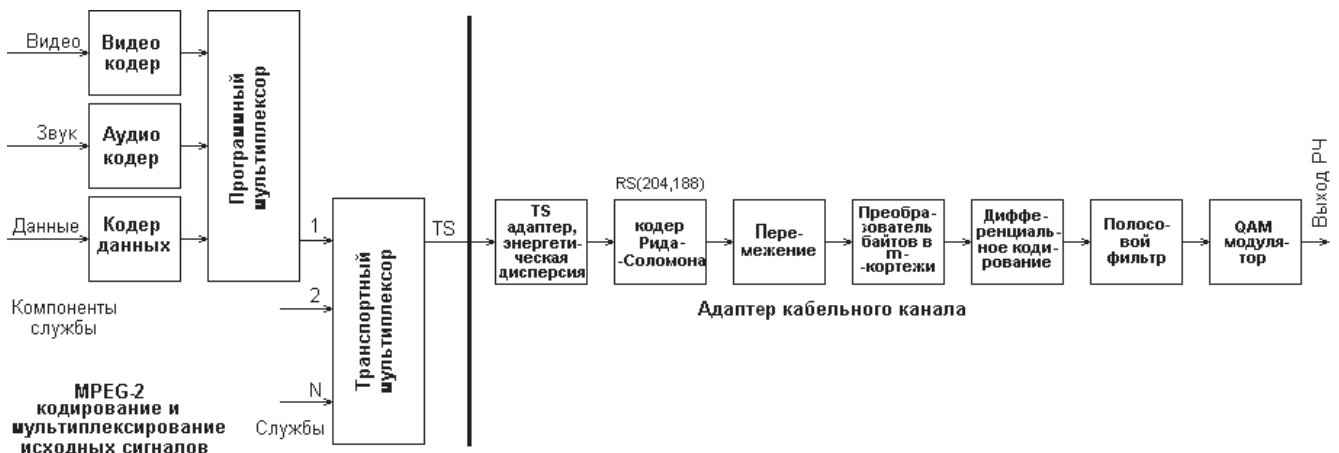 Видео
Видео
кодер
Звук
Аудио
кодер
Данные
Кодер
данных
Программный
мультиплексор
1
2
N
Компоненты
службы
Службы
MPEG-2
кодирование и
мультиплексирование
исходных сигналов
Транспортный
мультиплексор
TS
TS
адаптер,
энергети-
ческая
дисперсия
RS(204,188)
кодер
Рида-
-Соломона
Пере-
межение
Преобра-
зователь
байтов в
m-
-кортежи
Диффе-
ренциаль-
ное коди-
рование
Полосо-
вой
фильтр
QAM
модуля-
тор
Выход РЧ
Адаптер кабельного канала